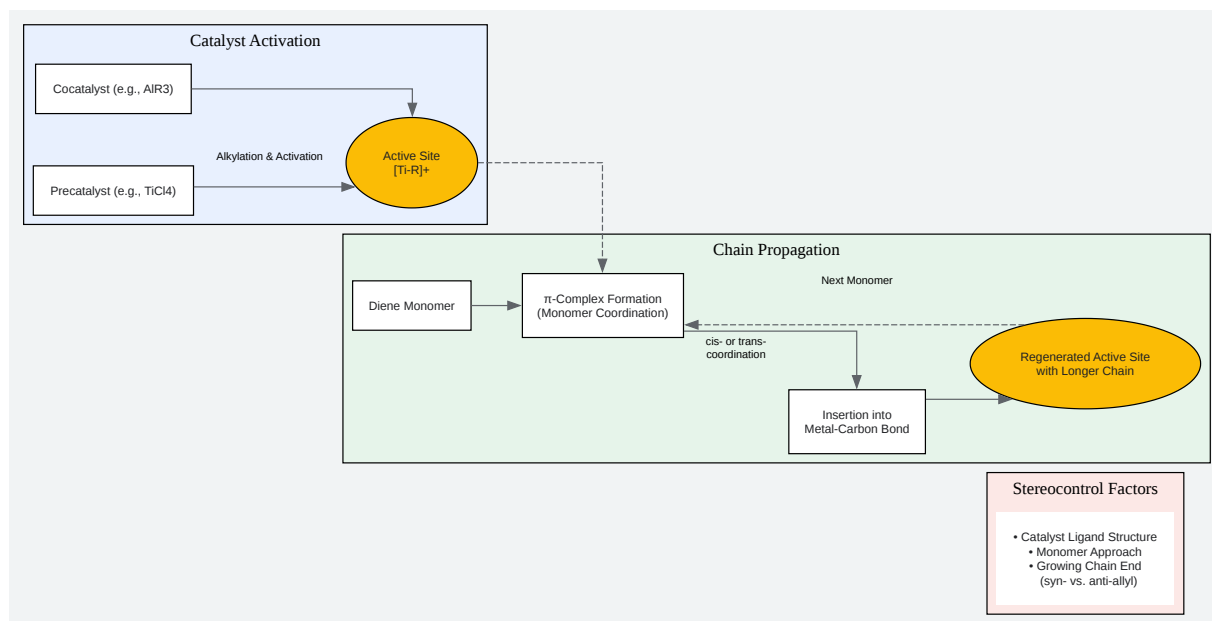 Catalyst Activation
Cocatalyst (e.g., AlR3)
Alkylation & Activation
Active Site
[Ti-R]+
Precatalyst (e.g., TiCl4)
Chain Propagation
Next Monomer
Diene Monomer
π-Complex Formation
(Monomer Coordination)
cis- or trans-
coordination
Regenerated Active Site
with Longer Chain
Insertion into
Metal-Carbon Bond
Stereocontrol Factors
• Catalyst Ligand Structure
• Monomer Approach
• Growing Chain End
(syn- vs. anti-allyl)